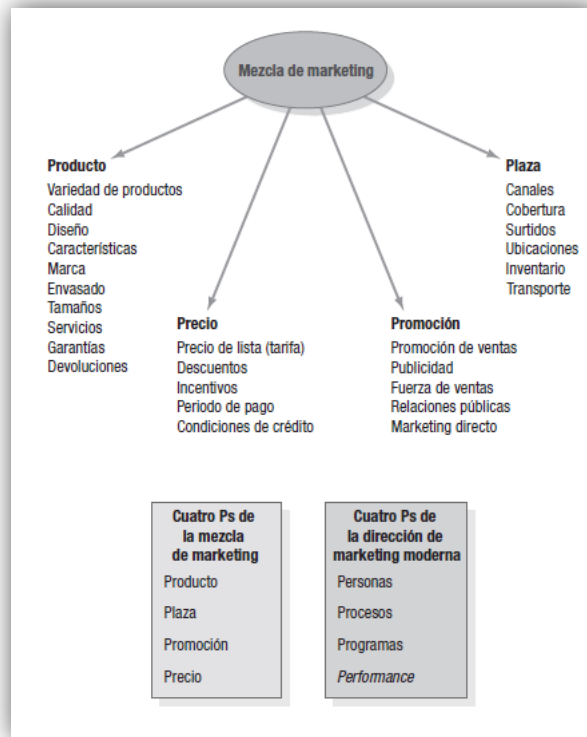 Mezcla de marketing
Producto
Variedad de productos
Calidad
Diseño
Características
Marca
Envasado
Tamaños
Servicios
Garantías
Devoluciones
Precio
Precio de lista (tarifa)
Descuentos
Incentivos
Periodo de pago
Condiciones de crédito
Promoción
Promoción de ventas
Publicidad
Fuerza de ventas
Relaciones públicas
Marketing directo
Plaza
Canales
Cobertura
Surtidos
Ubicaciones
Inventario
Transporte
Cuatro Ps de
la mezcla
de marketing
Producto
Plaza
Promoción
Precio
Cuatro Ps de
la dirección de
marketing moderna
Personas
Procesos
Programas
Performance